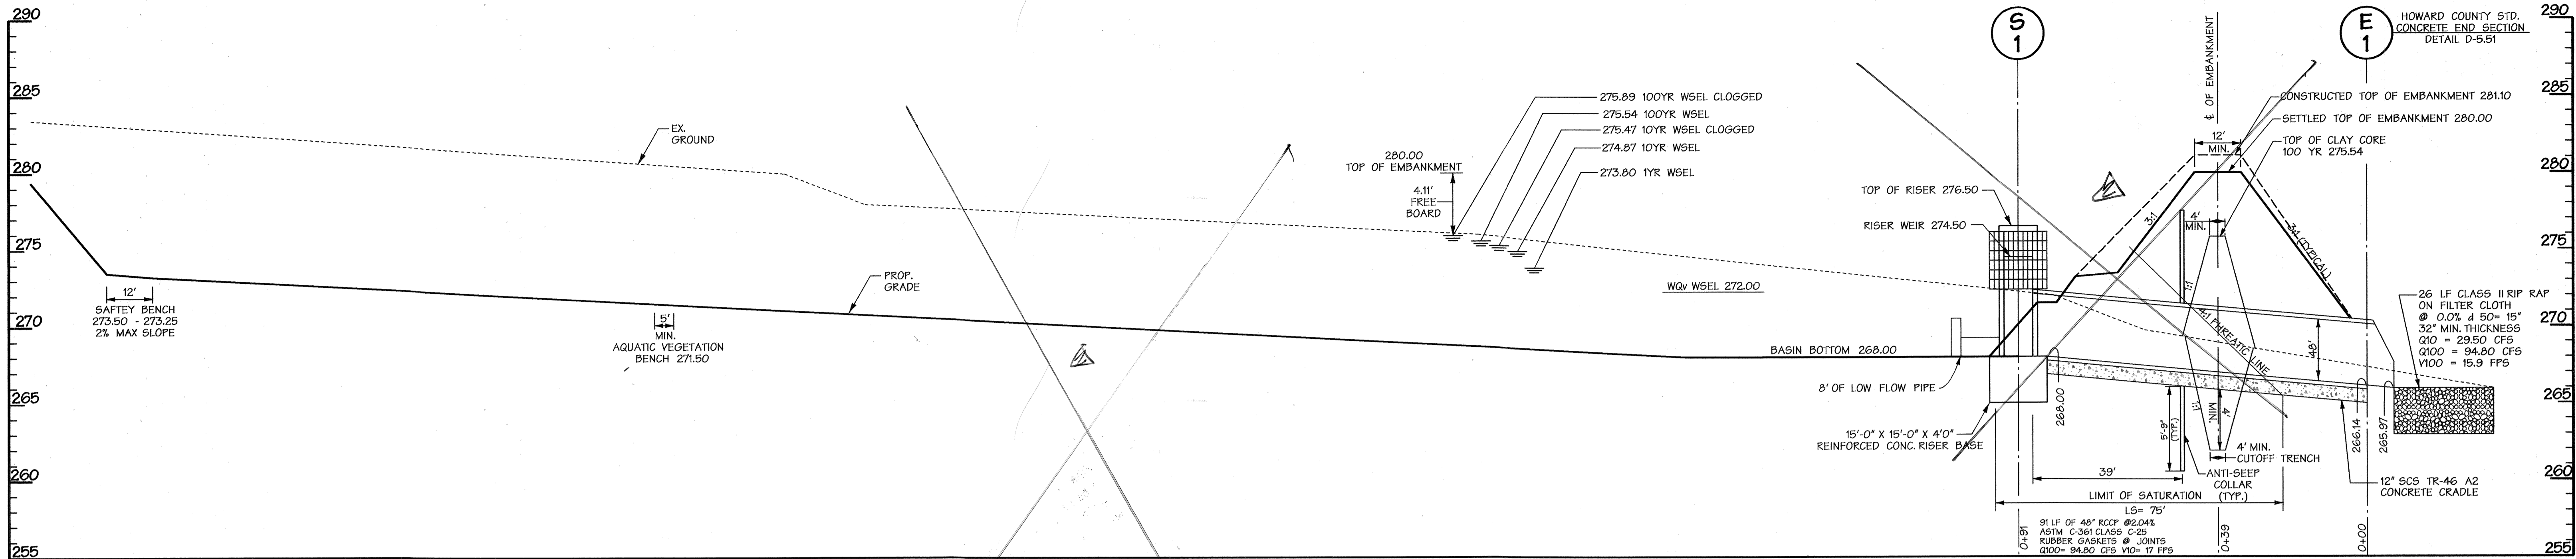 290
285
280
275
270
265
260
255
EX.
GROUND
PROP.
GRADE
12'
SAFTEY BENCH
273.50 - 273.25
2% MAX SLOPE
5'
MIN.
AQUATIC VEGETATION
BENCH 271.50
280.00
TOP OF EMBANKMENT
4.11'
FREE
BOARD
275.89 100YR WSEL CLOGGED
275.54 100YR WSEL
275.47 10YR WSEL CLOGGED
274.87 10YR WSEL
273.80 1YR WSEL
WQv WSEL 272.00
BASIN BOTTOM 268.00
S
1
TOP OF RISER 276.50
RISER WEIR 274.50
8' OF LOW FLOW PIPE
15'-0" X 15'-0" X 4'0"
REINFORCED CONC. RISER BASE
℄ OF EMBANKMENT
E
1
HOWARD COUNTY STD.
CONCRETE END SECTION
DETAIL D-5.51
CONSTRUCTED TOP OF EMBANKMENT 281.10
SETTLED TOP OF EMBANKMENT 280.00
TOP OF CLAY CORE
100 YR 275.54
12'
MIN.
3:1
4'
MIN.
3:1 (TYPICAL)
1:1
4:1 PHREATIC LINE
48"
1:1
4'
MIN.
5'-9"
(TYP.)
268.00
266.14
265.97
26 LF CLASS II RIP RAP
ON FILTER CLOTH
@ 0.0% d 50= 15"
32" MIN. THICKNESS
Q10 = 29.50 CFS
Q100 = 94.80 CFS
V100 = 15.9 FPS
4' MIN.
CUTOFF TRENCH
ANTI-SEEP
COLLAR
(TYP.)
12" SCS TR-46 A2
CONCRETE CRADLE
39'
LIMIT OF SATURATION
LS= 75'
91 LF OF 48" RCCP @2.04%
ASTM C-361 CLASS C-25
RUBBER GASKETS @ JOINTS
Q100= 94.80 CFS V10= 17 FPS
0+91
0+39
0+00
290
285
280
275
270
265
260
255